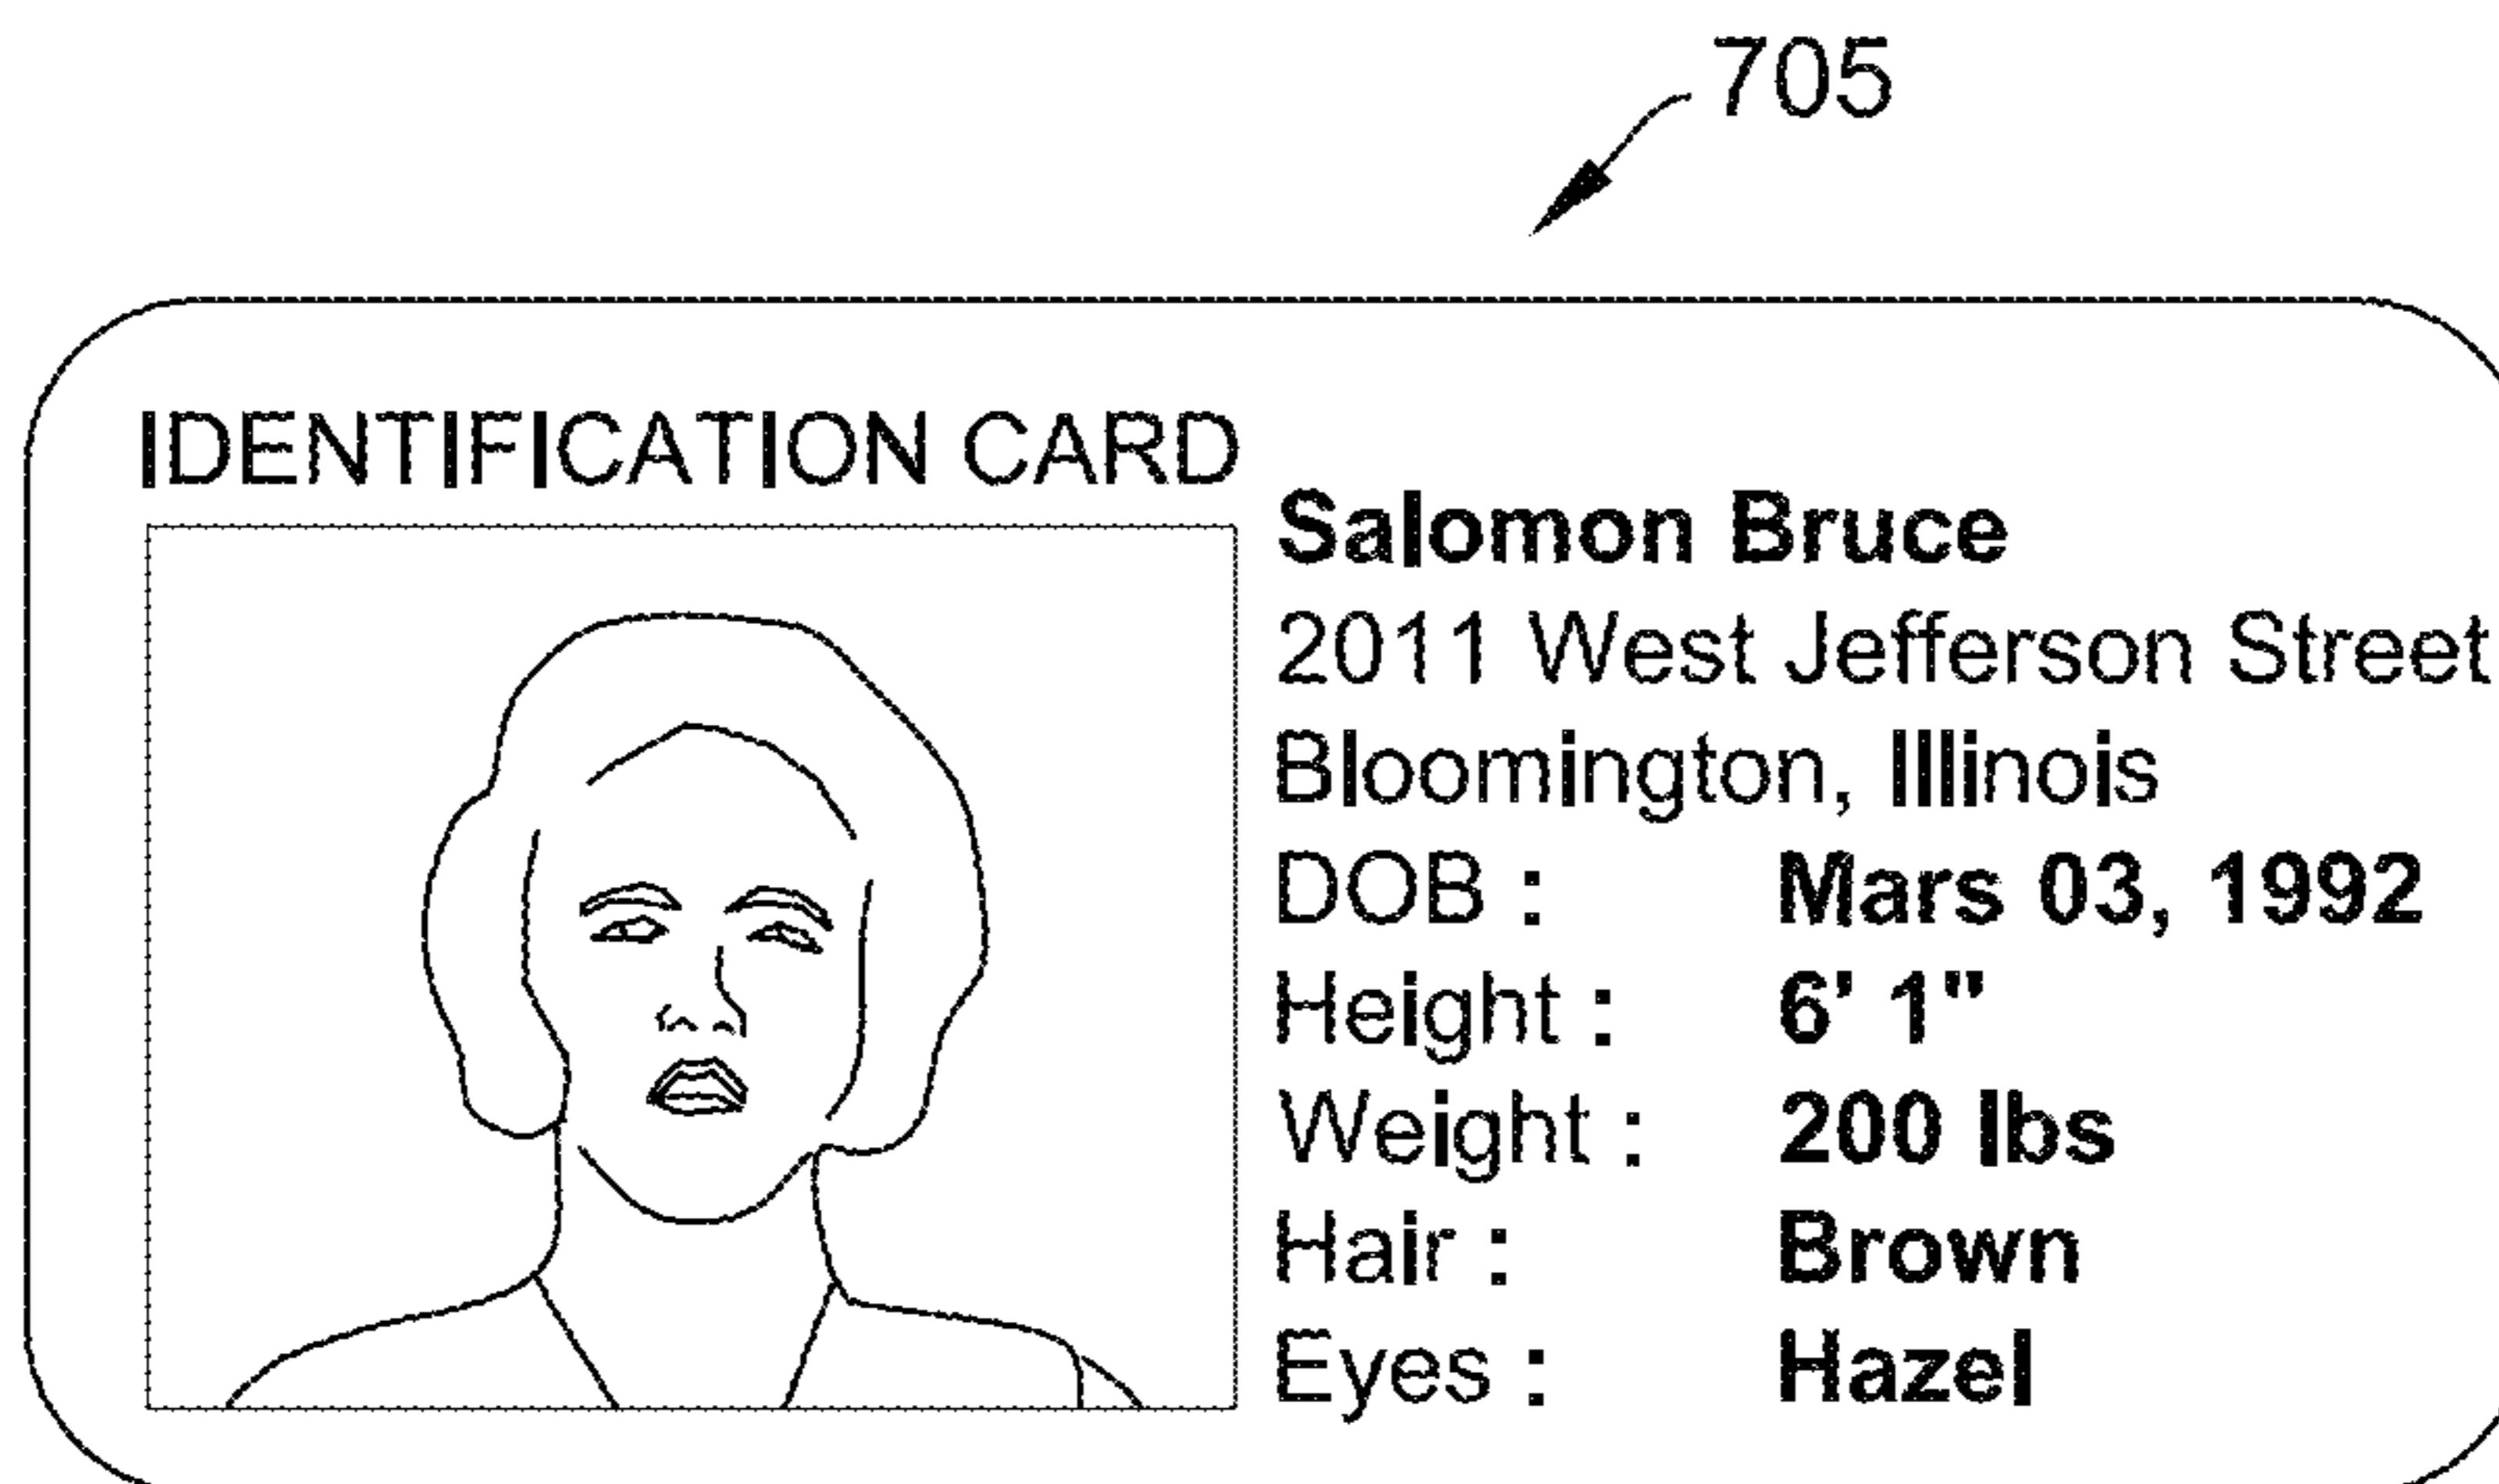 705
IDENTIFICATION CARD
Salomon Bruce
2011 West Jefferson Street
Bloomington, Illinois
DOB : Mars 03, 1992
Height : 6' 1"
Weight : 200 lbs
Hair : Brown
Eyes : Hazel